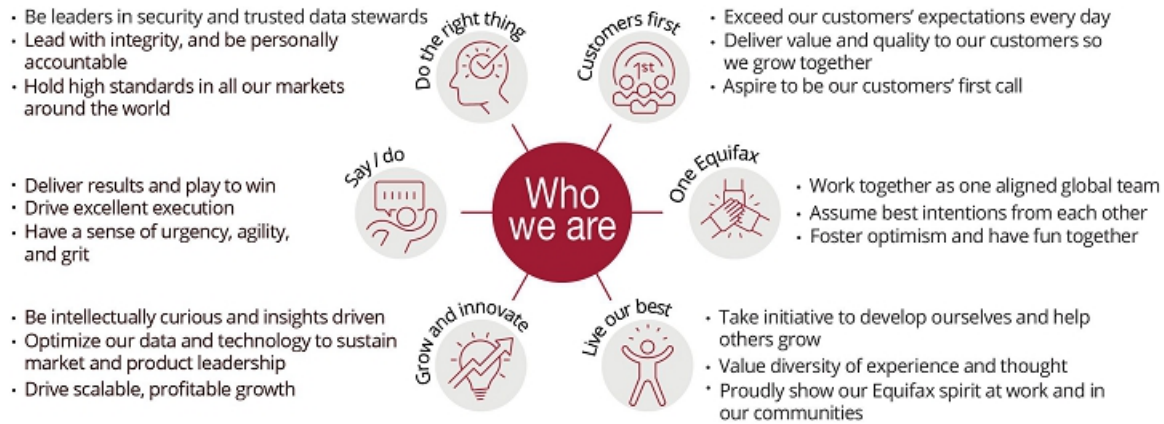 • Be leaders in security and trusted data stewards
• Lead with integrity, and be personally
accountable
• Hold high standards in all our markets
around the world
Do the right thing
Customers first
1st
• Exceed our customers’ expectations every day
• Deliver value and quality to our customers so
we grow together
• Aspire to be our customers’ first call
• Deliver results and play to win
• Drive excellent execution
• Have a sense of urgency, agility,
and grit
Say / do
Who
we are
One Equifax
• Work together as one aligned global team
• Assume best intentions from each other
• Foster optimism and have fun together
• Be intellectually curious and insights driven
• Optimize our data and technology to sustain
market and product leadership
• Drive scalable, profitable growth
Grow and innovate
Live our best
• Take initiative to develop ourselves and help
others grow
• Value diversity of experience and thought
• Proudly show our Equifax spirit at work and in
our communities